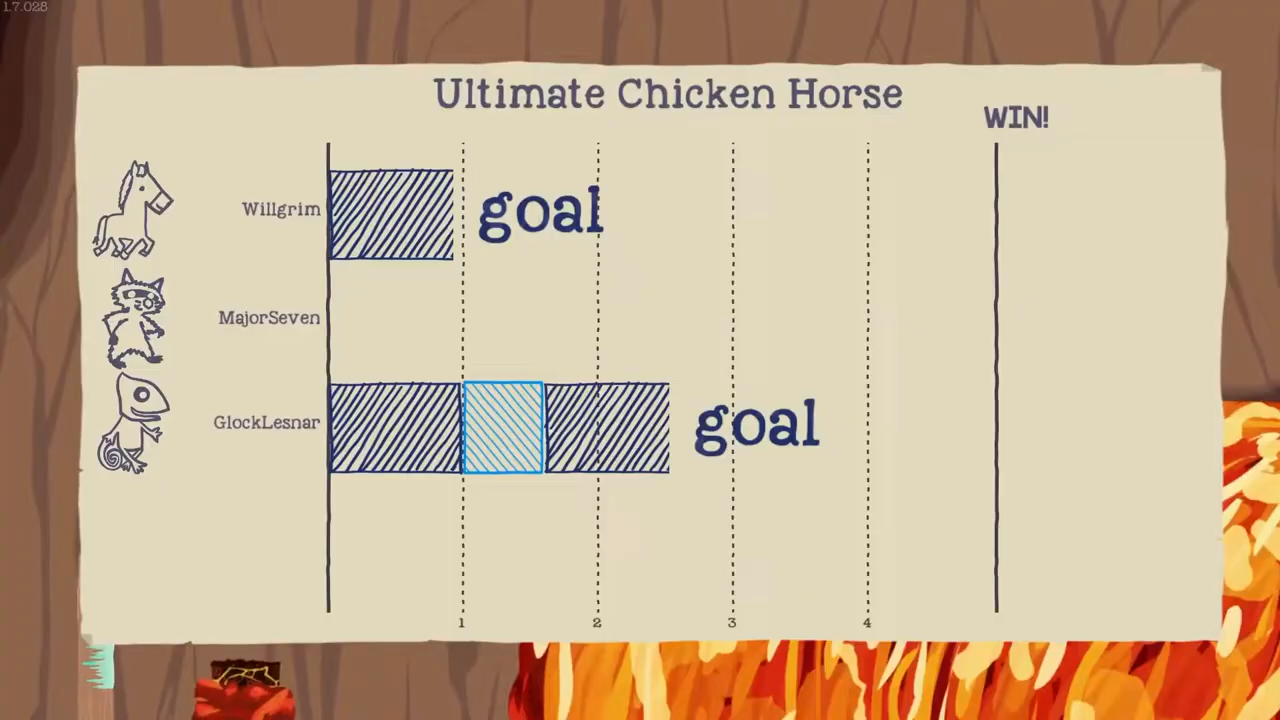 1.7.028
Ultimate Chicken Horse
WIN!
Willgrim
goal
MajorSeven
GlockLesnar
goal
1 2 3 4